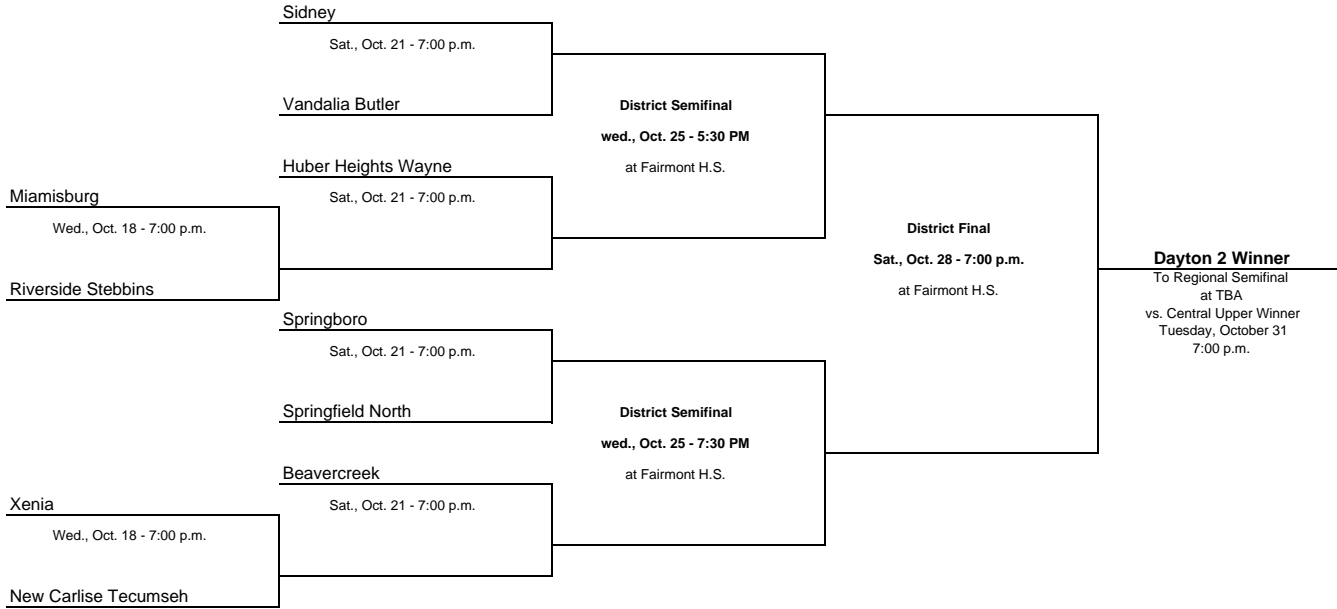 Sidney
Sat., Oct. 21 - 7:00 p.m.
Vandalia Butler
District Semifinal
wed., Oct. 25 - 5:30 PM
at Fairmont H.S.
Huber Heights Wayne
Sat., Oct. 21 - 7:00 p.m.
Miamisburg
Wed., Oct. 18 - 7:00 p.m.
Riverside Stebbins
District Final
Sat., Oct. 28 - 7:00 p.m.
at Fairmont H.S.
Dayton 2 Winner
To Regional Semifinal
at TBA
vs. Central Upper Winner
Tuesday, October 31
7:00 p.m.
Springboro
Sat., Oct. 21 - 7:00 p.m.
Springfield North
District Semifinal
wed., Oct. 25 - 7:30 PM
at Fairmont H.S.
Beavercreek
Sat., Oct. 21 - 7:00 p.m.
Xenia
Wed., Oct. 18 - 7:00 p.m.
New Carlise Tecumseh